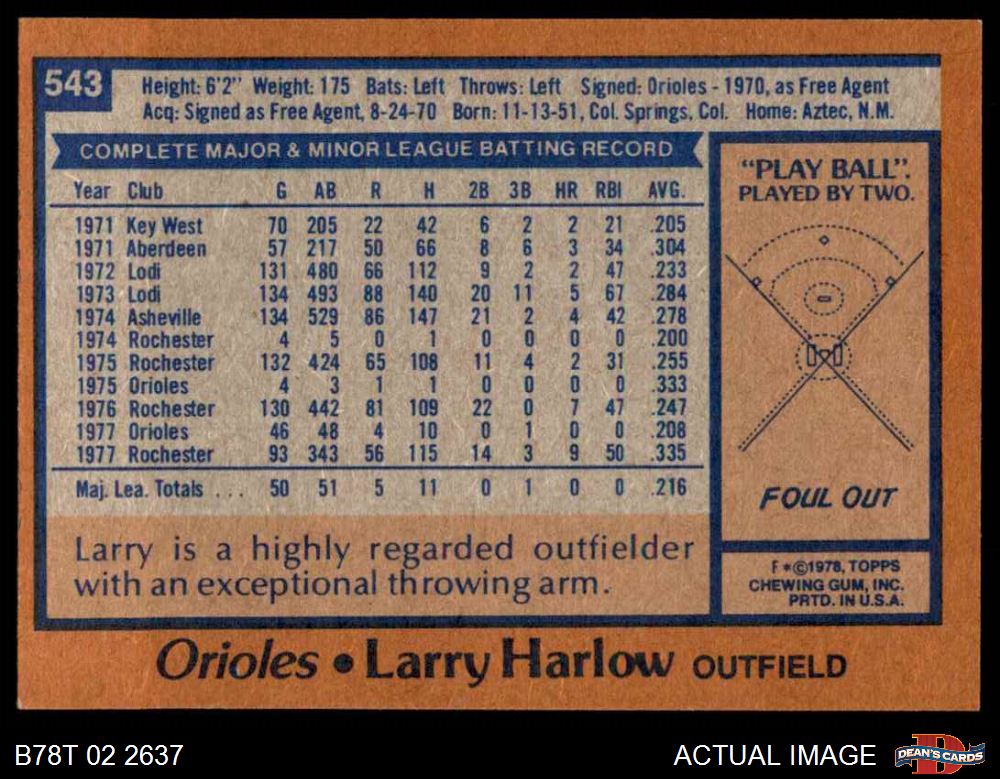 543
Height: 6'2" Weight: 175 Bats: Left Throws: Left Signed: Orioles - 1970, as Free Agent
Acq: Signed as Free Agent, 8-24-70 Born: 11-13-51, Col. Springs, Col. Home: Aztec, N.M.
COMPLETE MAJOR & MINOR LEAGUE BATTING RECORD
Year Club G AB R H 2B 3B HR RBI AVG.
1971 Key West 70 205 22 42 6 2 2 21 .205
1971 Aberdeen 57 217 50 66 8 6 3 34 .304
1972 Lodi 131 480 66 112 9 2 2 47 .233
1973 Lodi 134 493 88 140 20 11 5 67 .284
1974 Asheville 134 529 86 147 21 2 4 42 .278
1974 Rochester 4 5 0 1 0 0 0 0 .200
1975 Rochester 132 424 65 108 11 4 2 31 .255
1975 Orioles 4 3 1 1 0 0 0 0 .333
1976 Rochester 130 442 81 109 22 0 7 47 .247
1977 Orioles 46 48 4 10 0 1 0 0 .208
1977 Rochester 93 343 56 115 14 3 9 50 .335
Maj. Lea. Totals ... 50 51 5 11 0 1 0 0 .216
Larry is a highly regarded outfielder
with an exceptional throwing arm.
"PLAY BALL".
PLAYED BY TWO.
FOUL OUT
F *©1978, TOPPS
CHEWING GUM, INC.
PRTD. IN U.S.A.
Orioles • Larry Harlow OUTFIELD
B78T 02 2637
ACTUAL IMAGE
D
DEAN'S CARDS